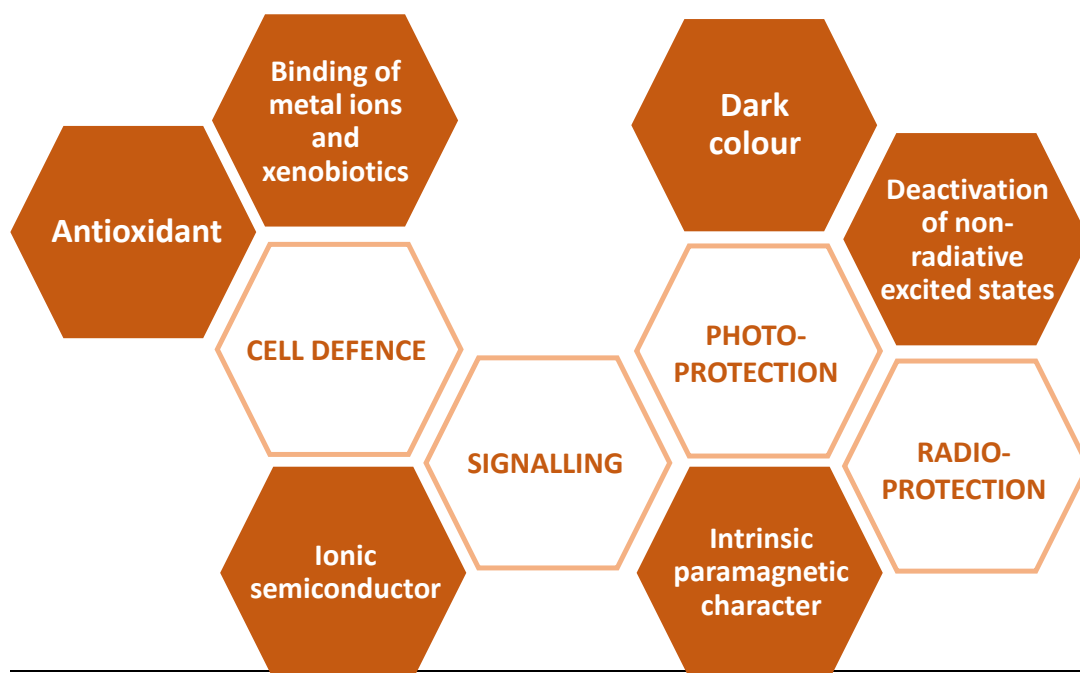 Binding of
metal ions
and
xenobiotics
Antioxidant
Dark
colour
Deactivation
of non-
radiative
excited states
CELL DEFENCE
PHOTO-
PROTECTION
SIGNALLING
RADIO-
PROTECTION
Ionic
semiconductor
Intrinsic
paramagnetic
character